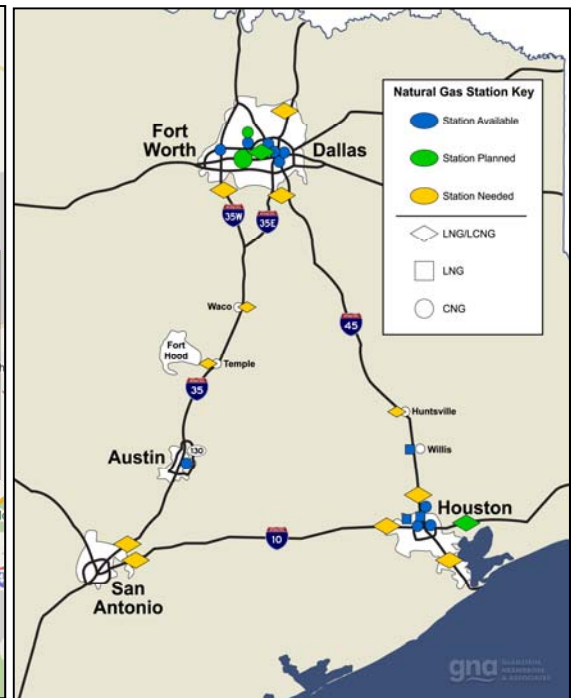 Natural Gas Station Key
Station Available
Station Planned
Station Needed
LNG/LCNG
LNG
CNG
Fort
Worth
Dallas
35W
35E
Waco
45
Fort
Hood
Temple
35
Huntsville
Austin
130
Willis
Houston
10
San
Antonio
gna